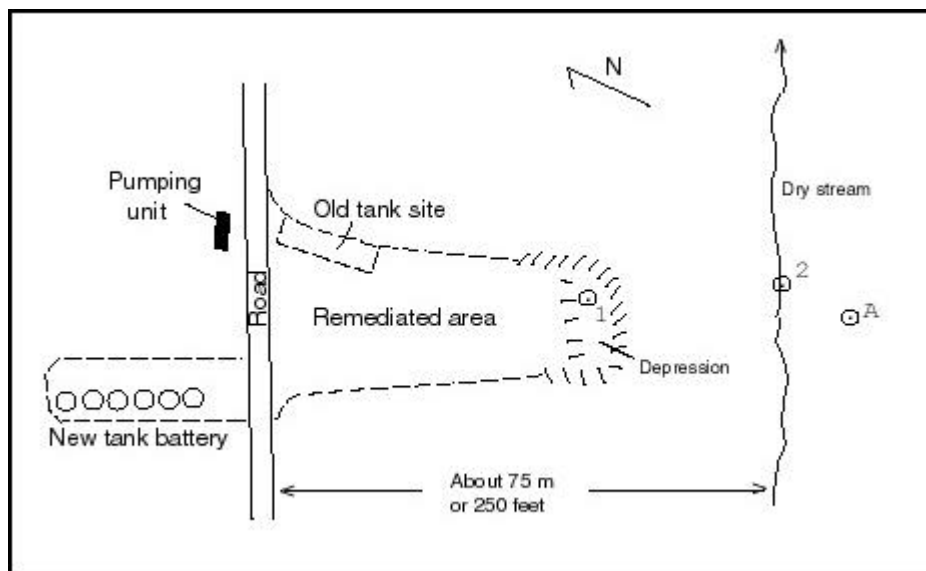 N
Pumping
unit
Old tank site
Dry stream
2
A
Road
Remediated area
1
Depression
New tank battery
About 75 m
or 250 feet